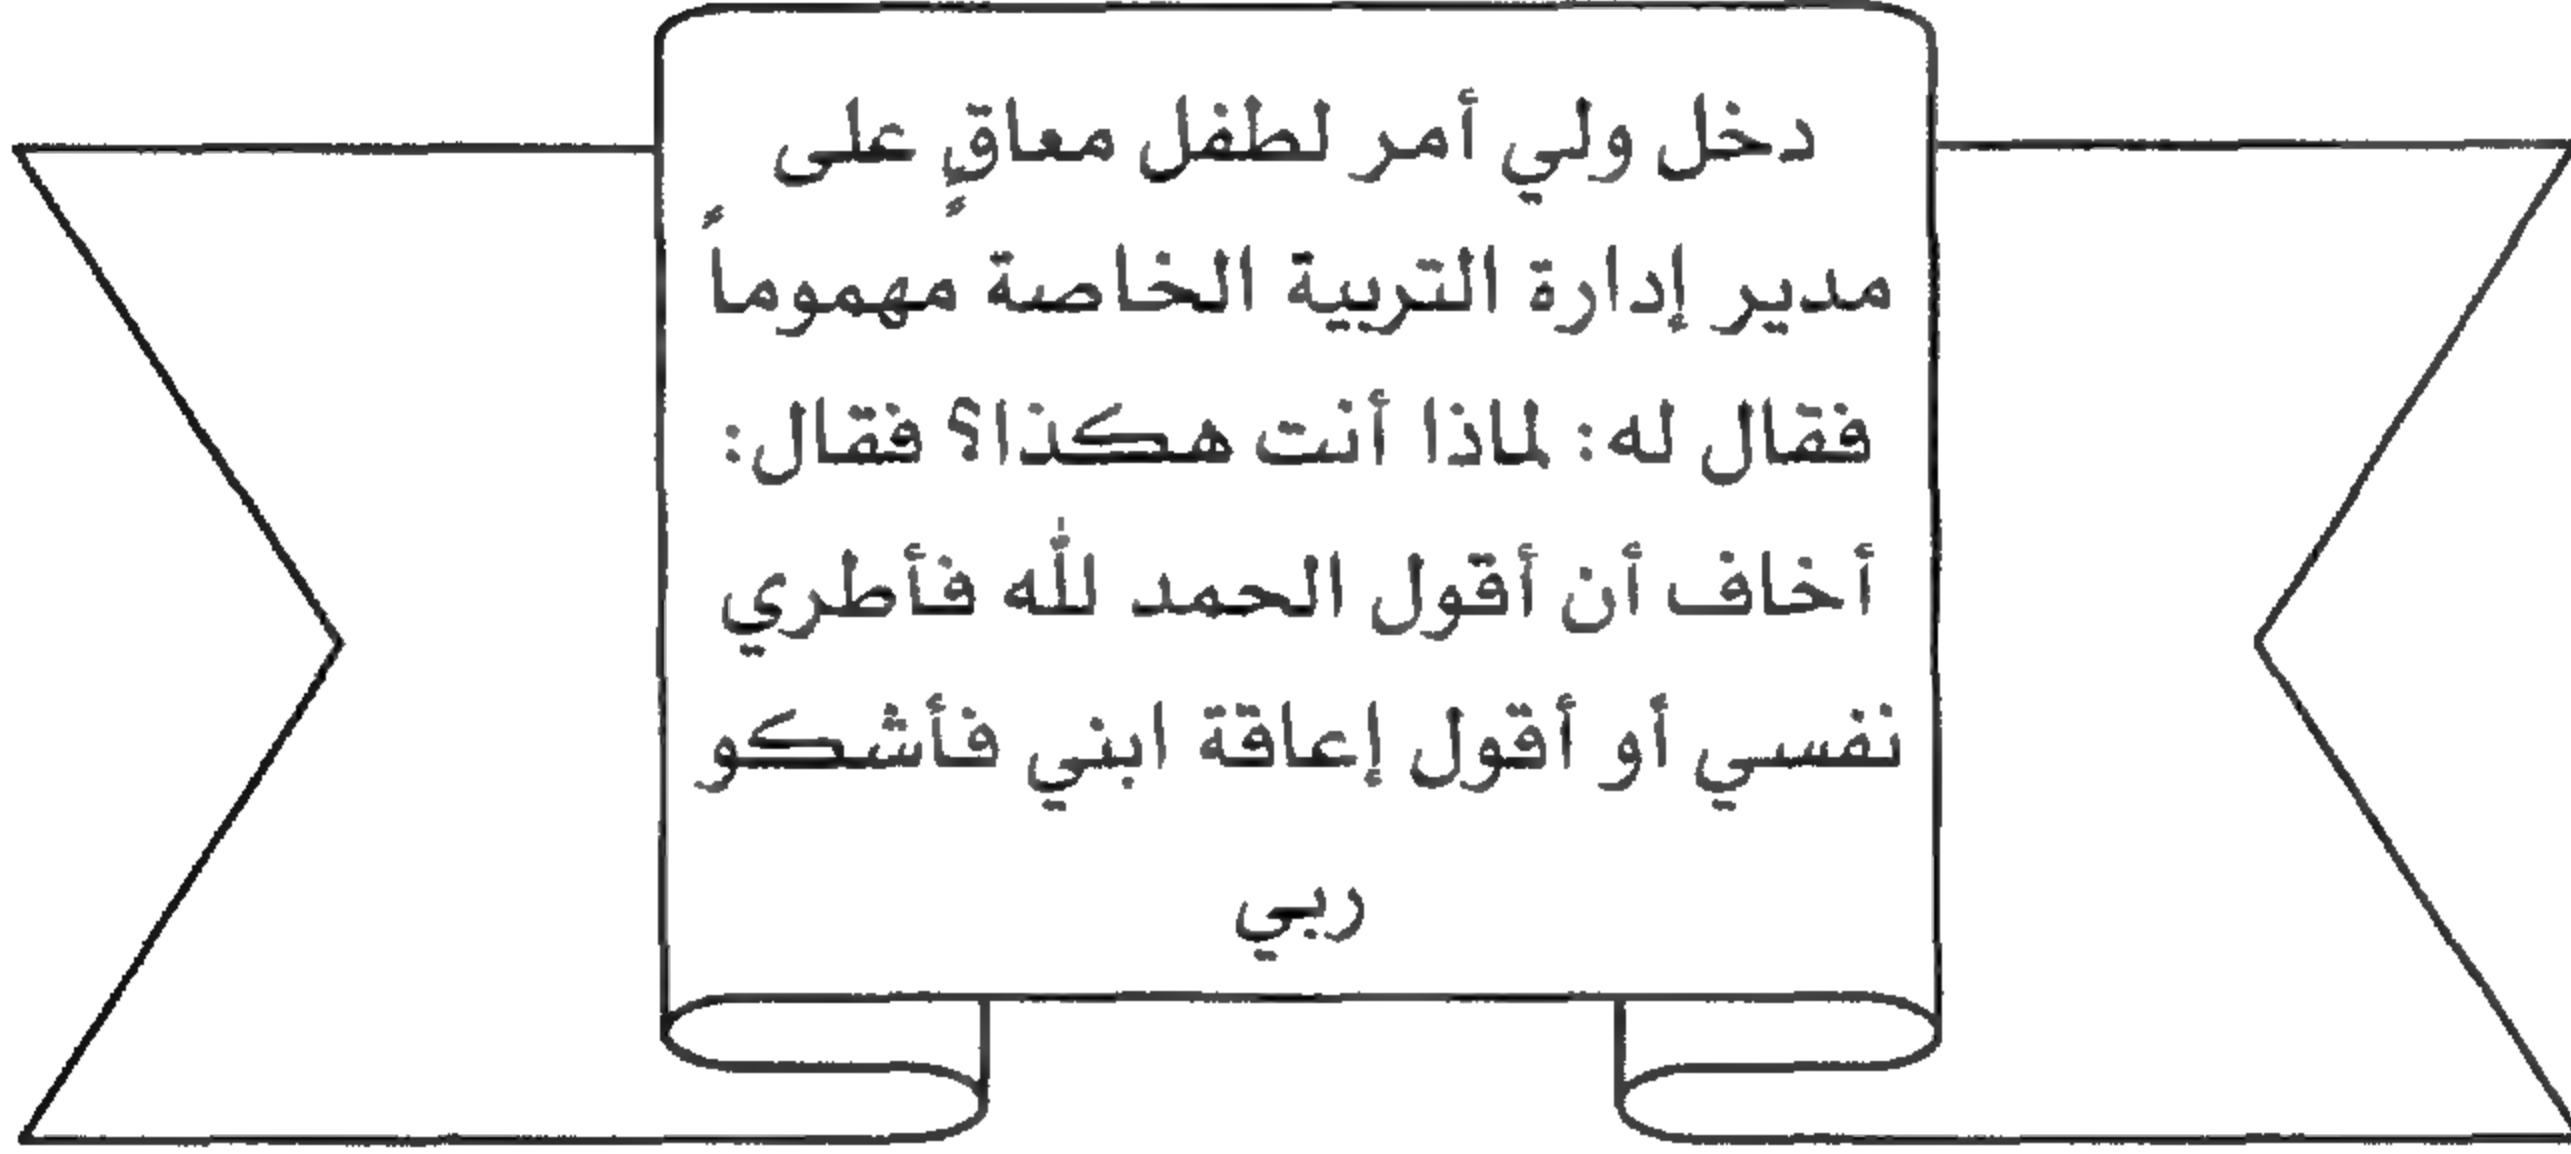 دخل ولي أمر لطفل معاقٍ على
مدير إدارة التربية الخاصة مهموماً
فقال له: لماذا أنت هكذا؟ فقال:
أخاف أن أقول الحمد لله فأطري
نفسي أو أقول إعاقة ابني فأشكو
ربي